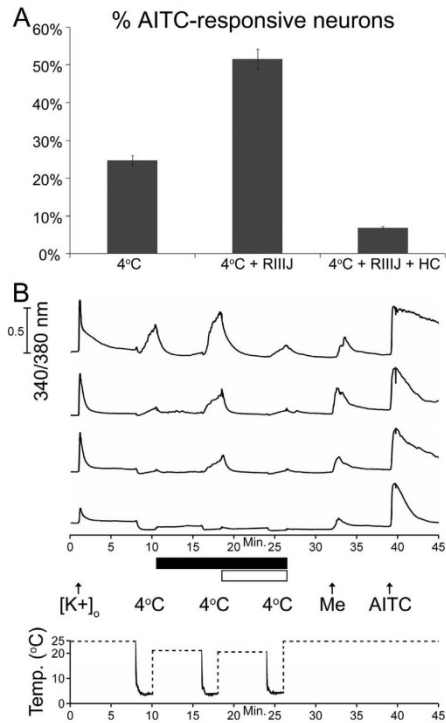 A
% AITC-responsive neurons
60%
50%
40%
30%
20%
10%
0%
4°C 4°C + RIIIJ 4°C + RIIIJ + HC
B
0.5
340/380 nm
0 5 10 15 20 25 30 35 40 45
Min.
[K+]o 4°C 4°C 4°C Me AITC
Temp. (°C)
25
20
15
10
5
0
0 5 10 15 20 25 30 35 40 45
Min.